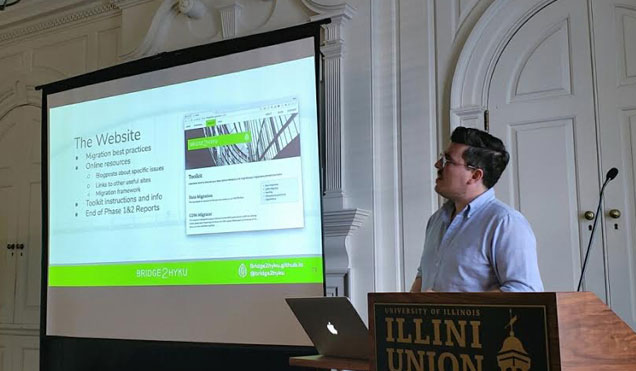 The Website
Migration best practices
Online resources
Blogposts about specific issues
Links to other useful sites
Migration framework
Toolkit instructions and info
End of Phase 1&2 Reports
BRIDGE2HYKU
Toolkit
BRIDGE2HYKU
Bridge2Hyku.github.io
@bridge2hyku
UNIVERSITY OF ILLINOIS
ILLINI
UNION